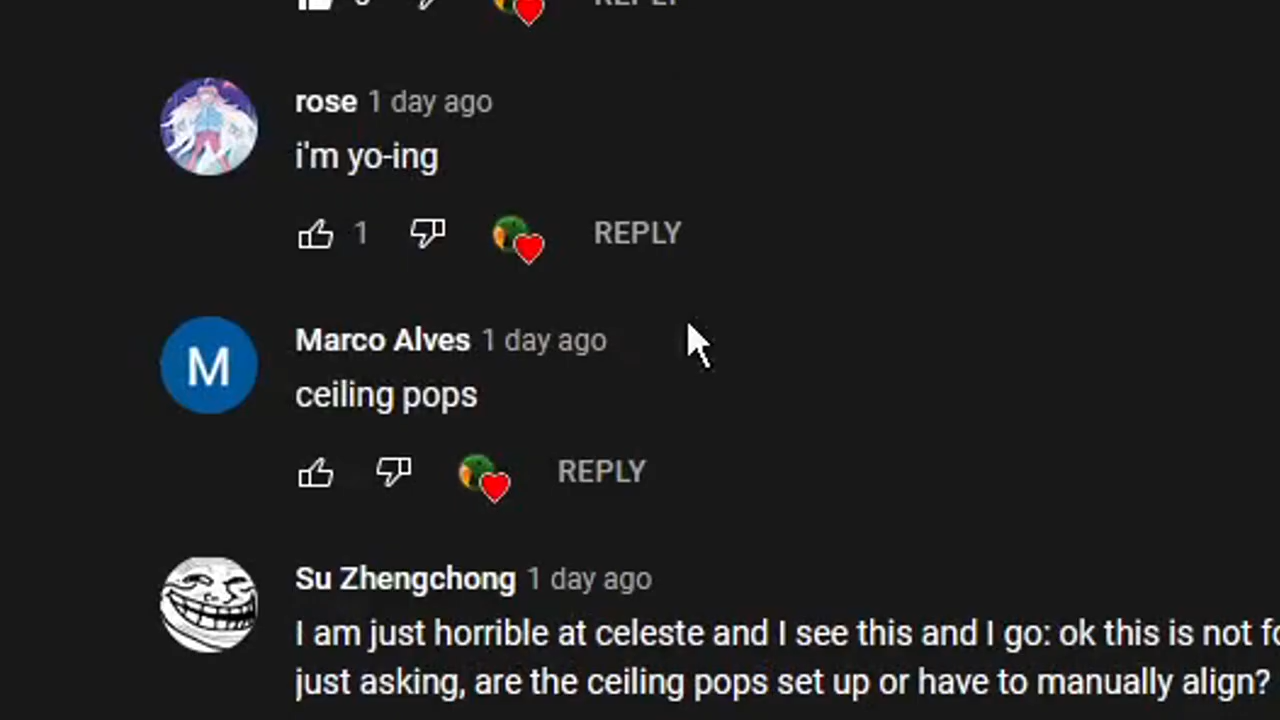 REPLY
rose 1 day ago
i'm yo-ing
1 REPLY
Marco Alves 1 day ago
M
ceiling pops
REPLY
Su Zhengchong 1 day ago
I am just horrible at celeste and I see this and I go: ok this is not
just asking, are the ceiling pops set up or have to manually align?